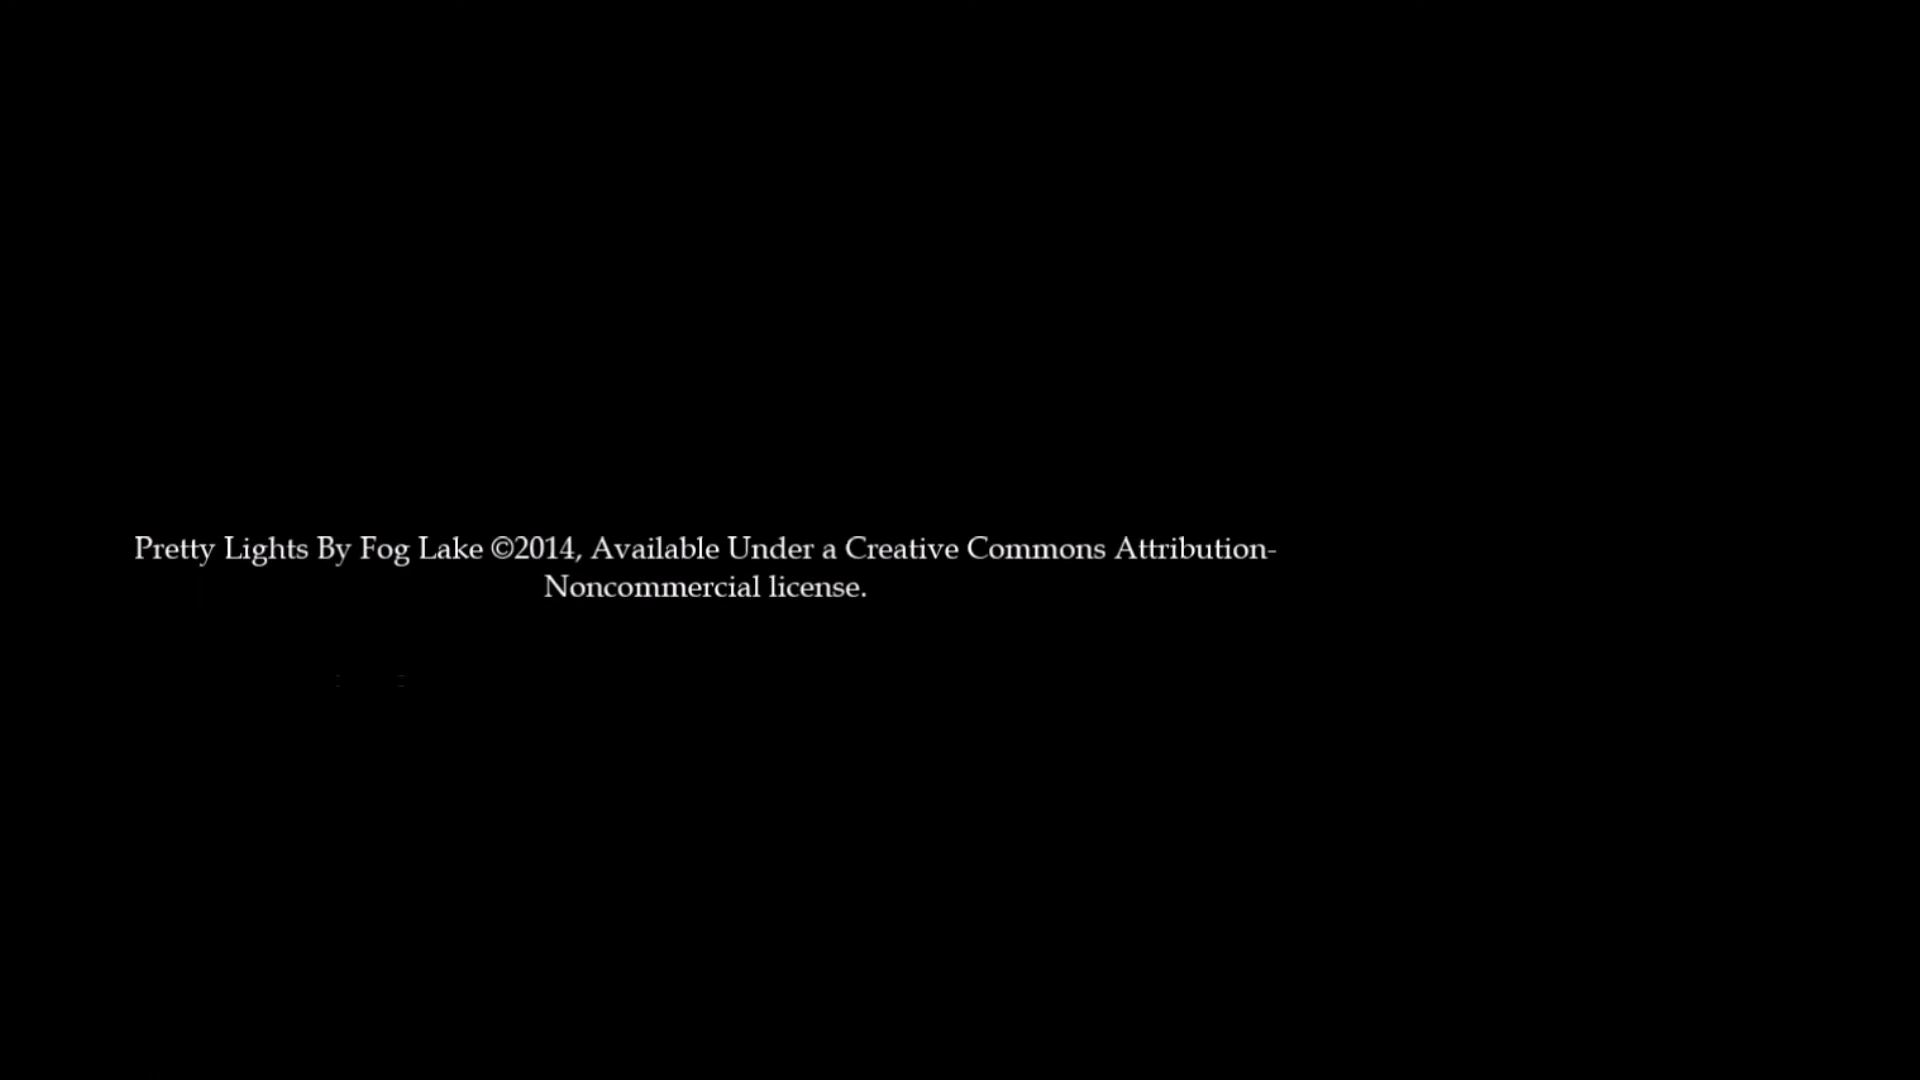 Pretty Lights By Fog Lake ©2014, Available Under a Creative Commons Attribution-
Noncommercial license.